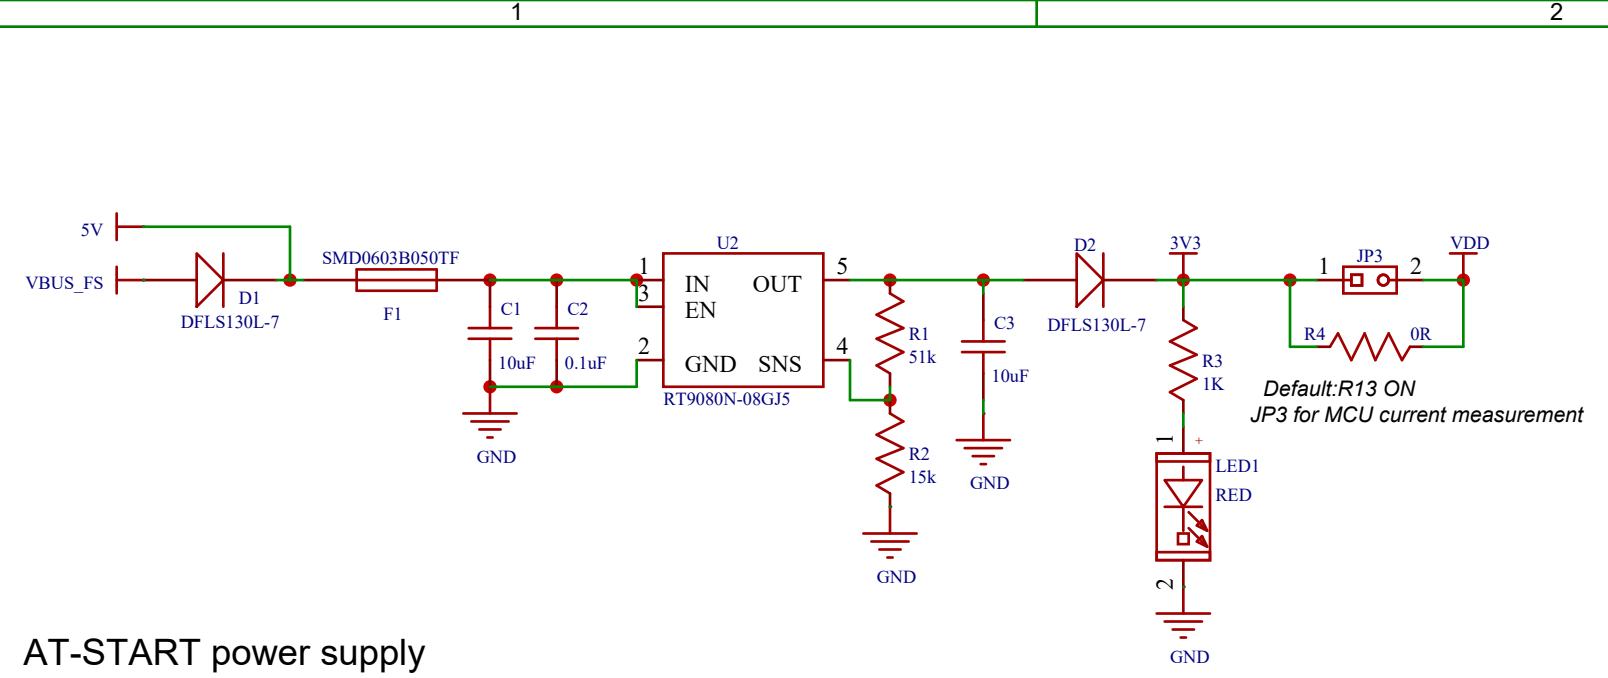 1
2
5V
VBUS_FS
D1
DFLS130L-7
SMD0603B050TF
F1
C1
10uF
C2
0.1uF
GND
U2
1
3
2
IN
EN
GND
OUT
SNS
5
4
RT9080N-08GJ5
R1
51k
R2
15k
GND
C3
10uF
GND
D2
DFLS130L-7
3V3
R3
1K
1
+
LED1
RED
2
GND
1
JP3
2
VDD
R4
0R
Default:R13 ON
JP3 for MCU current measurement
AT-START power supply